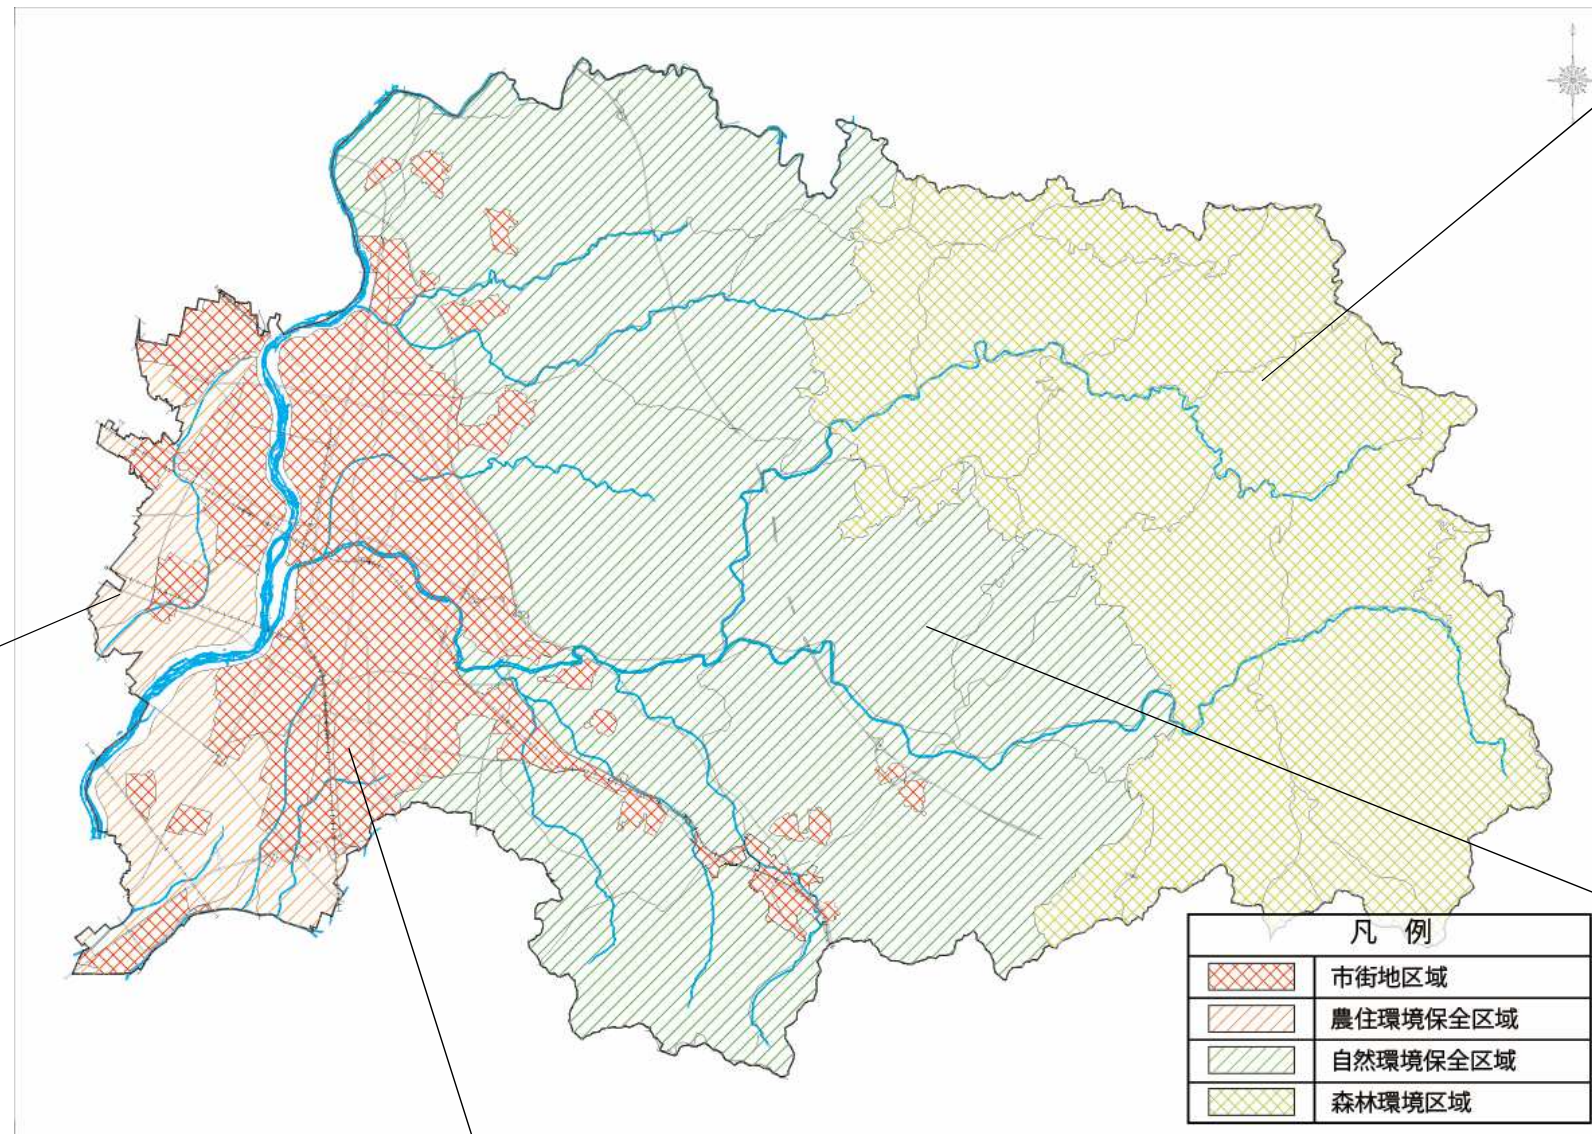 凡 例
市街地区域
農住環境保全区域
自然環境保全区域
森林環境区域